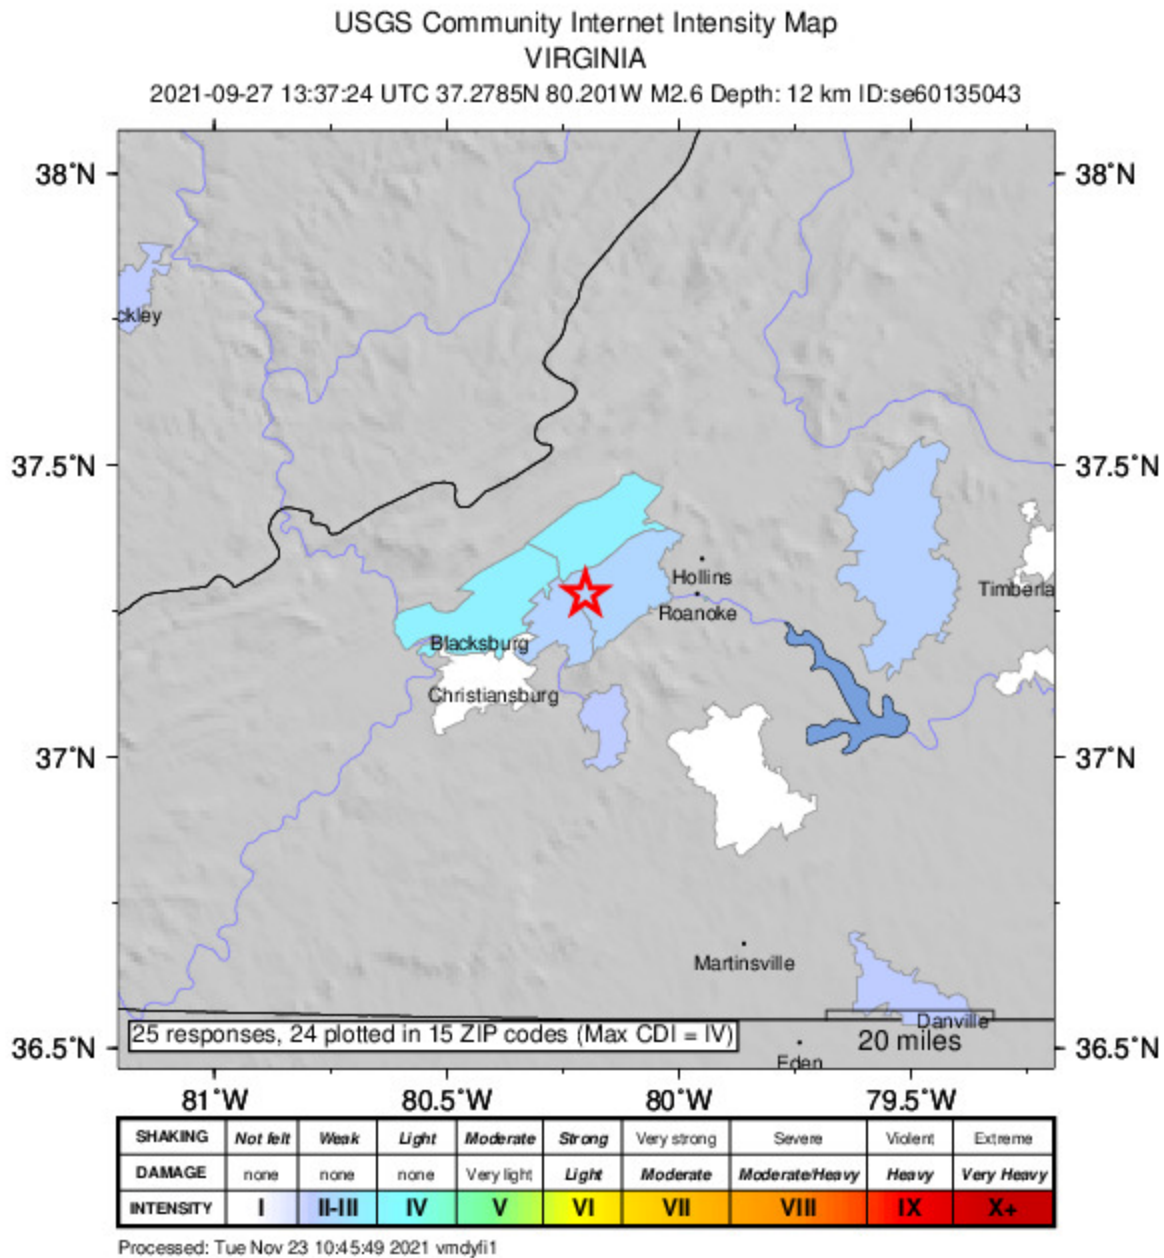 USGS Community Internet Intensity Map
VIRGINIA
2021-09-27 13:37:24 UTC 37.2785N 80.201W M2.6 Depth: 12 km ID:se60135043
38˚N 38˚N
ckley
37.5˚N 37.5˚N
Hollins
Timberla
Roanoke
Blacksburg
Christiansburg
37˚N 37˚N
Martinsville
Danville
25 responses, 24 plotted in 15 ZIP codes (Max CDI = IV)
20 miles
36.5˚N Eden 36.5˚N
81˚W 80.5˚W 80˚W 79.5˚W
SHAKING Not felt Weak Light Moderate Strong Very strong Severe Violent Extreme
DAMAGE none none none Very light Light Moderate Moderate/Heavy Heavy Very Heavy
INTENSITY I II-III IV V VI VII VIII IX X+
Processed: Tue Nov 23 10:45:49 2021 vmdyfi1